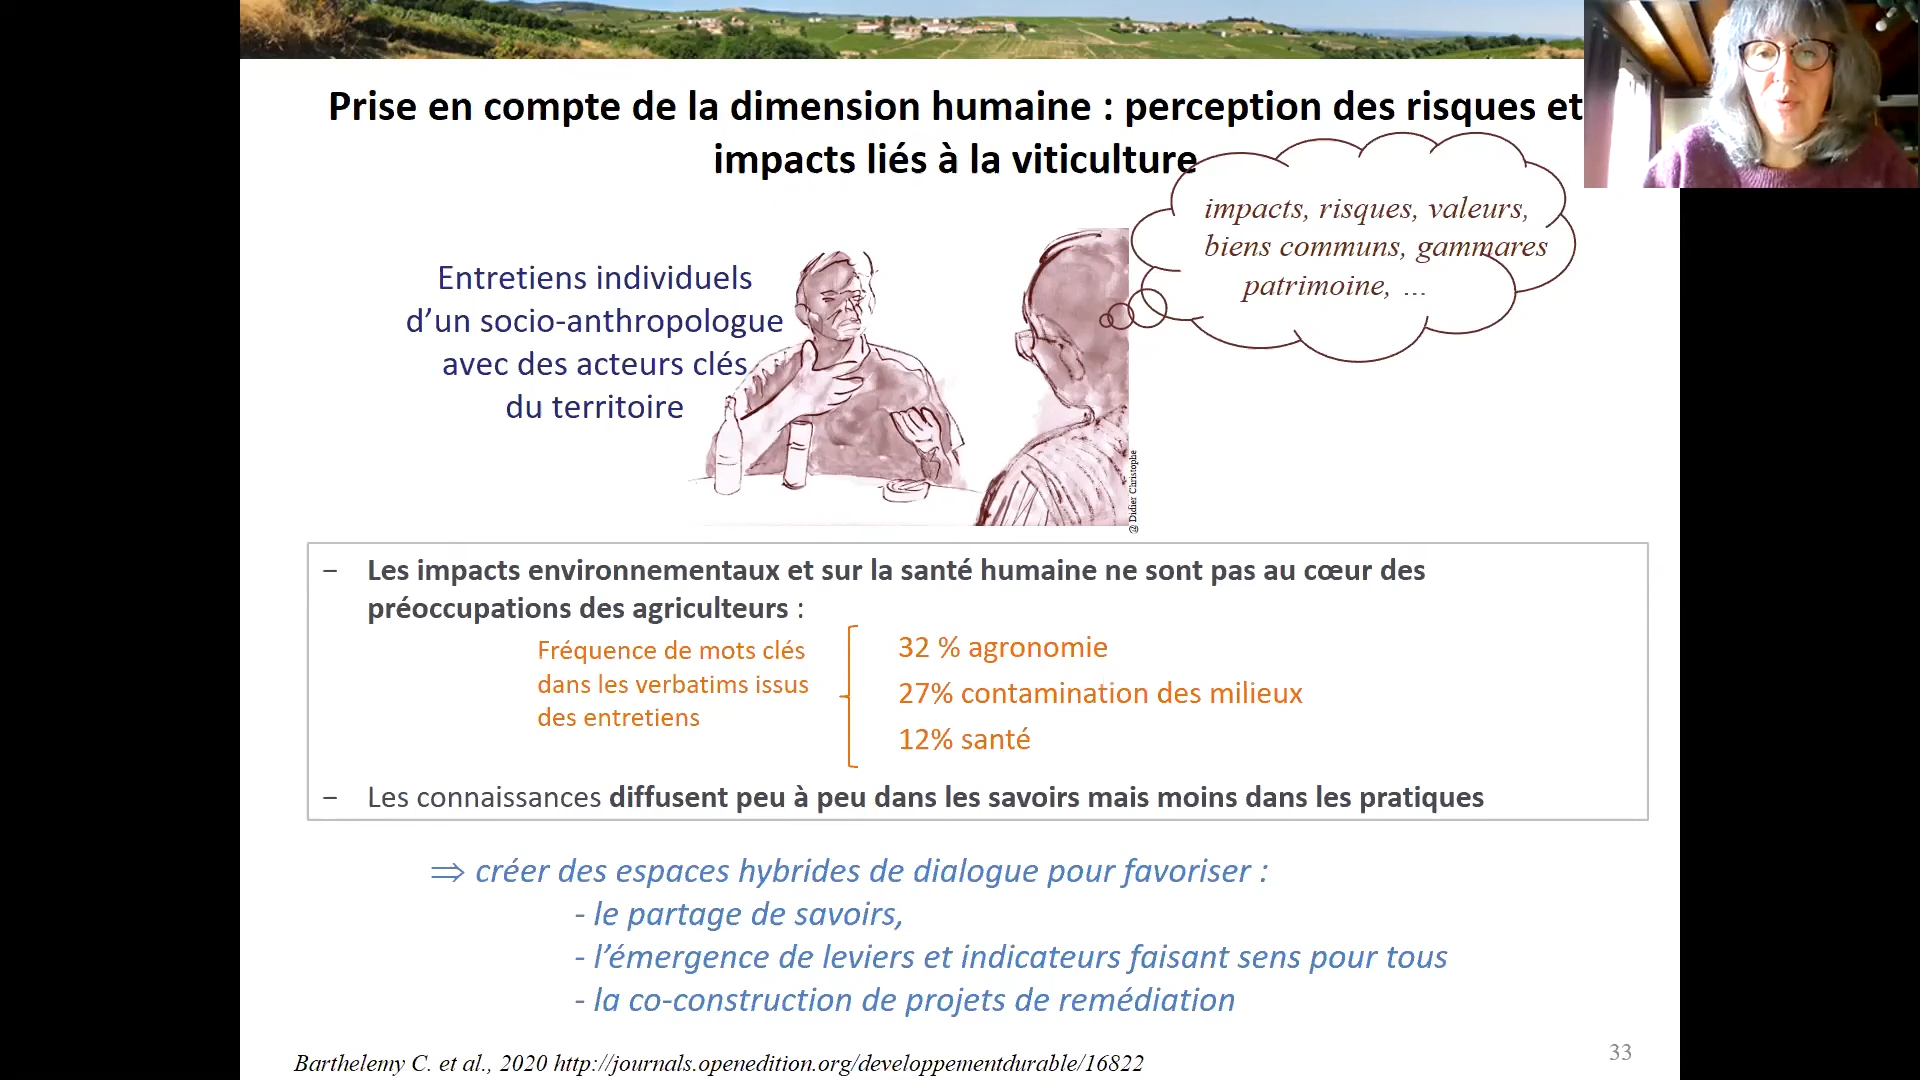 Prise en compte de la dimension humaine : perception des risques et
impacts liés à la viticulture
impacts, risques, valeurs,
biens communs, gammares
patrimoine, ...
Entretiens individuels
d’un socio-anthropologue
avec des acteurs clés
du territoire
@ Didier Christophe
– Les impacts environnementaux et sur la santé humaine ne sont pas au cœur des
préoccupations des agriculteurs :
Fréquence de mots clés
dans les verbatims issus
des entretiens
32 % agronomie
27% contamination des milieux
12% santé
– Les connaissances diffusent peu à peu dans les savoirs mais moins dans les pratiques
⇒ créer des espaces hybrides de dialogue pour favoriser :
- le partage de savoirs,
- l’émergence de leviers et indicateurs faisant sens pour tous
- la co-construction de projets de remédiation
Barthelemy C. et al., 2020 http://journals.openedition.org/developpementdurable/16822
33